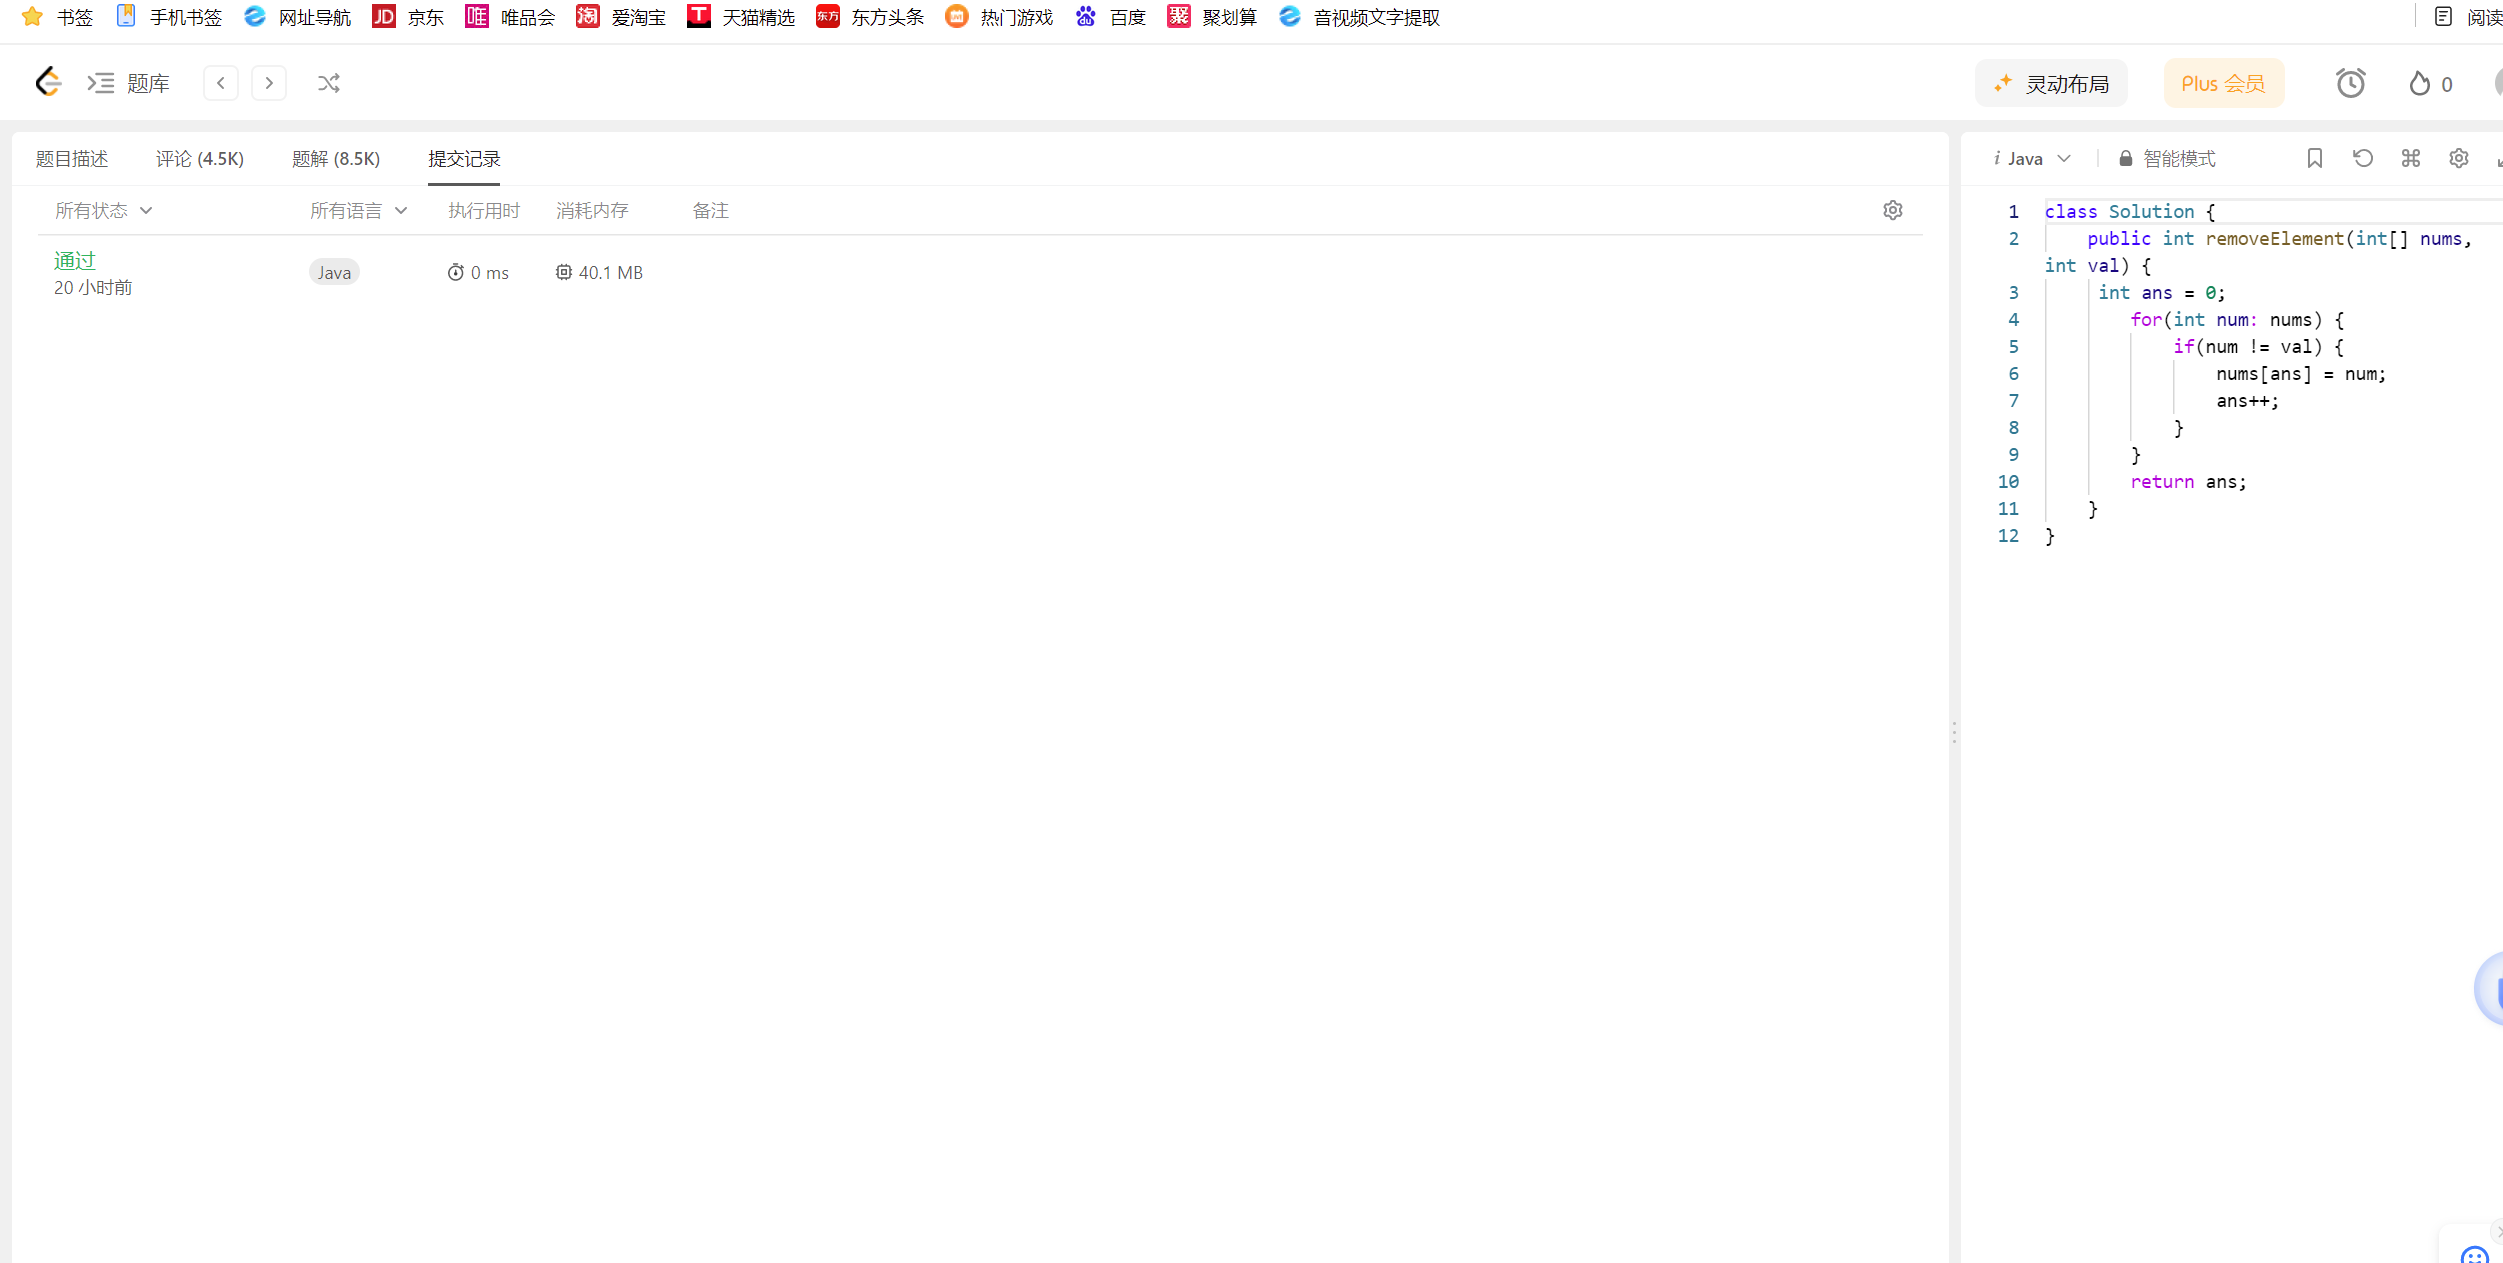 书签 手机书签 网址导航 JD 京东 唯 唯品会 淘 爱淘宝 T 天猫精选 东方 东方头条 热门游戏 du 百度 聚 聚划算 音视频文字提取 阅读
题库 灵动布局 Plus 会员 0
题目描述 评论 (4.5K) 题解 (8.5K) 提交记录
所有状态 所有语言 执行用时 消耗内存 备注
通过
20 小时前
Java 0 ms 40.1 MB
i Java 智能模式
1 class Solution {
2 public int removeElement(int[] nums,
int val) {
3 int ans = 0;
4 for(int num: nums) {
5 if(num != val) {
6 nums[ans] = num;
7 ans++;
8 }
9 }
10 return ans;
11 }
12 }